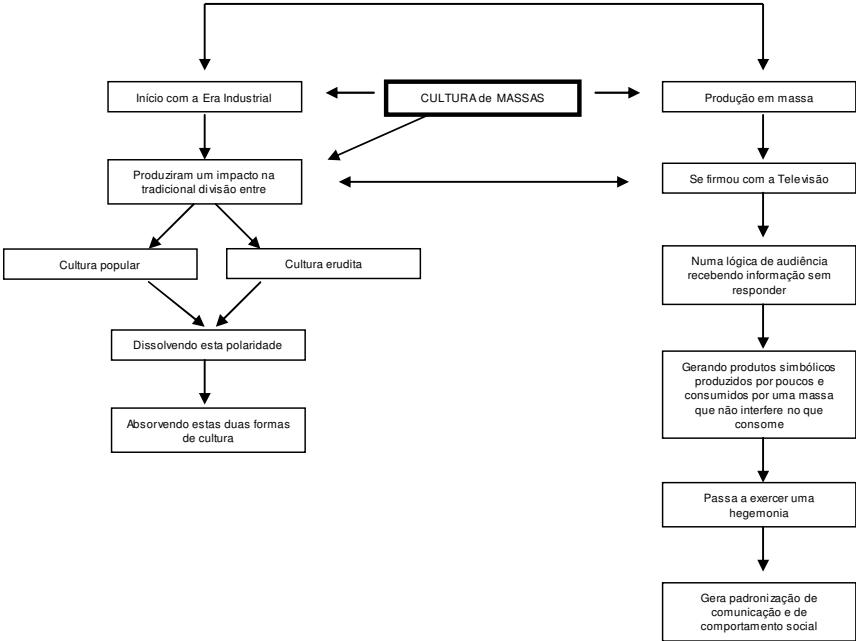 CULTURA de MASSAS
Início com a Era Industrial
Produziram um impacto na
tradicional divisão entre
Cultura popular
Cultura erudita
Dissolvendo esta polaridade
Absorvendo estas duas formas
de cultura
Produção em massa
Se firmou com a Televisão
Numa lógica de audiência
recebendo informação sem
responder
Gerando produtos simbólicos
produzidos por poucos e
consumidos por uma massa
que não interfere no que
consome
Passa a exercer uma
hegemonia
Gera padronização de
comunicação e de
comportamento social